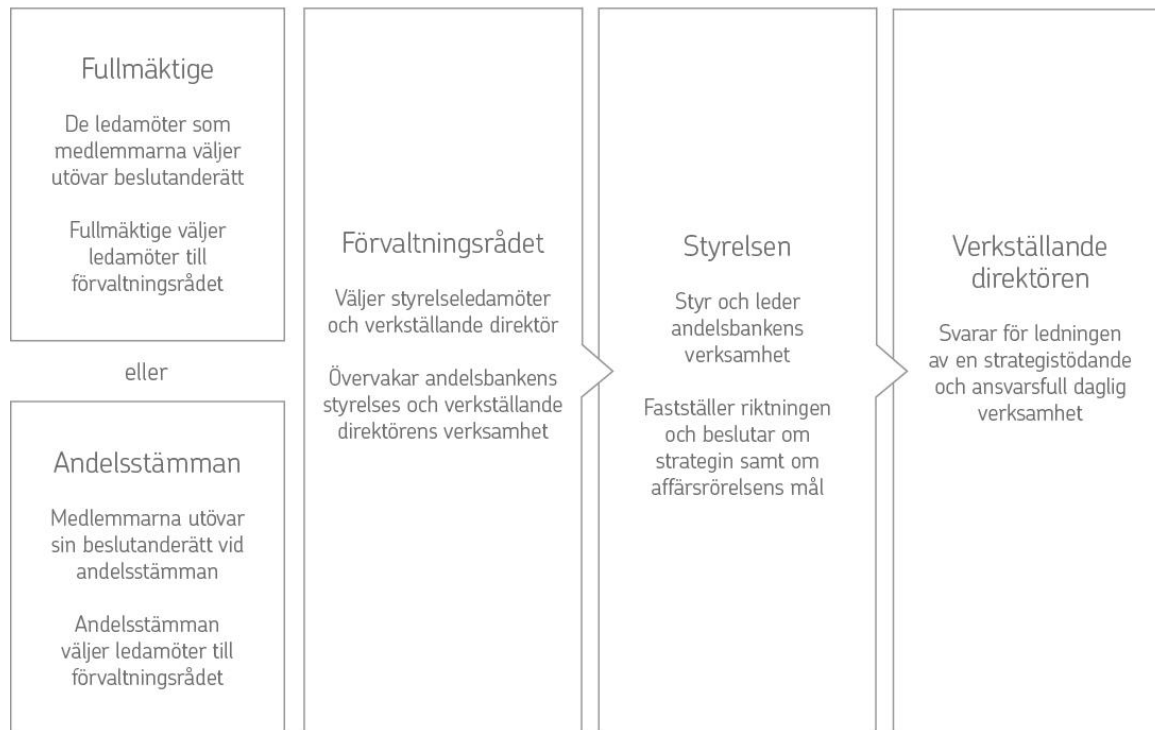 Fullmäktige
De ledamöter som
medlemmarna väljer
utövar beslutanderätt
Fullmäktige väljer
ledamöter till
förvaltningsrådet
eller
Andelsstämman
Medlemmarna utövar
sin beslutanderätt vid
andelsstämman
Andelsstämman
väljer ledamöter till
förvaltningsrådet
Förvaltningsrådet
Väljer styrelseledamöter
och verkställande direktör
Övervakar andelsbankens
styrelses och verkställande
direktörens verksamhet
Styrelsen
Styr och leder
andelsbankens
verksamhet
Fastställer riktningen
och beslutar om
strategin samt om
affärsrörelsens mål
Verkställande
direktören
Svarar för ledningen
av en strategistödande
och ansvarsfull daglig
verksamhet